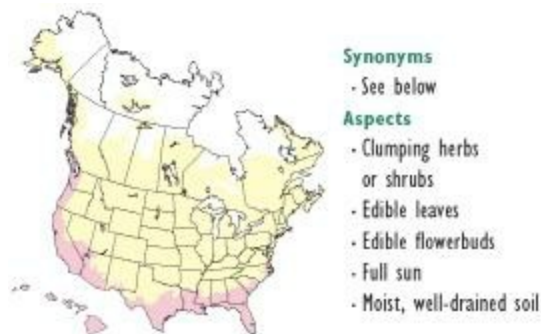 Synonyms
· See below
Aspects
· Clumping herbs
or shrubs
· Edible leaves
· Edible flowerbuds
· Full sun
· Moist, well-drained soil